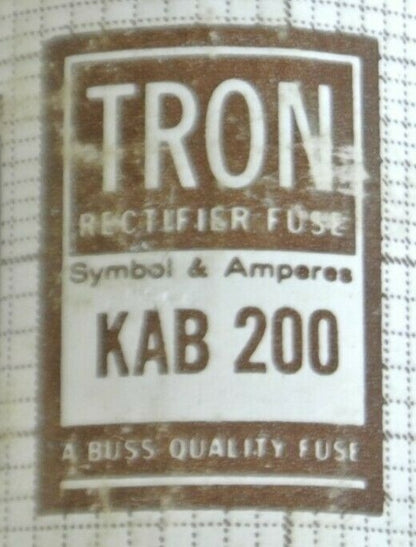 TRON
RECTIFIER FUSE
Symbol & Amperes
KAB 200
A BUSS QUALITY FUSE